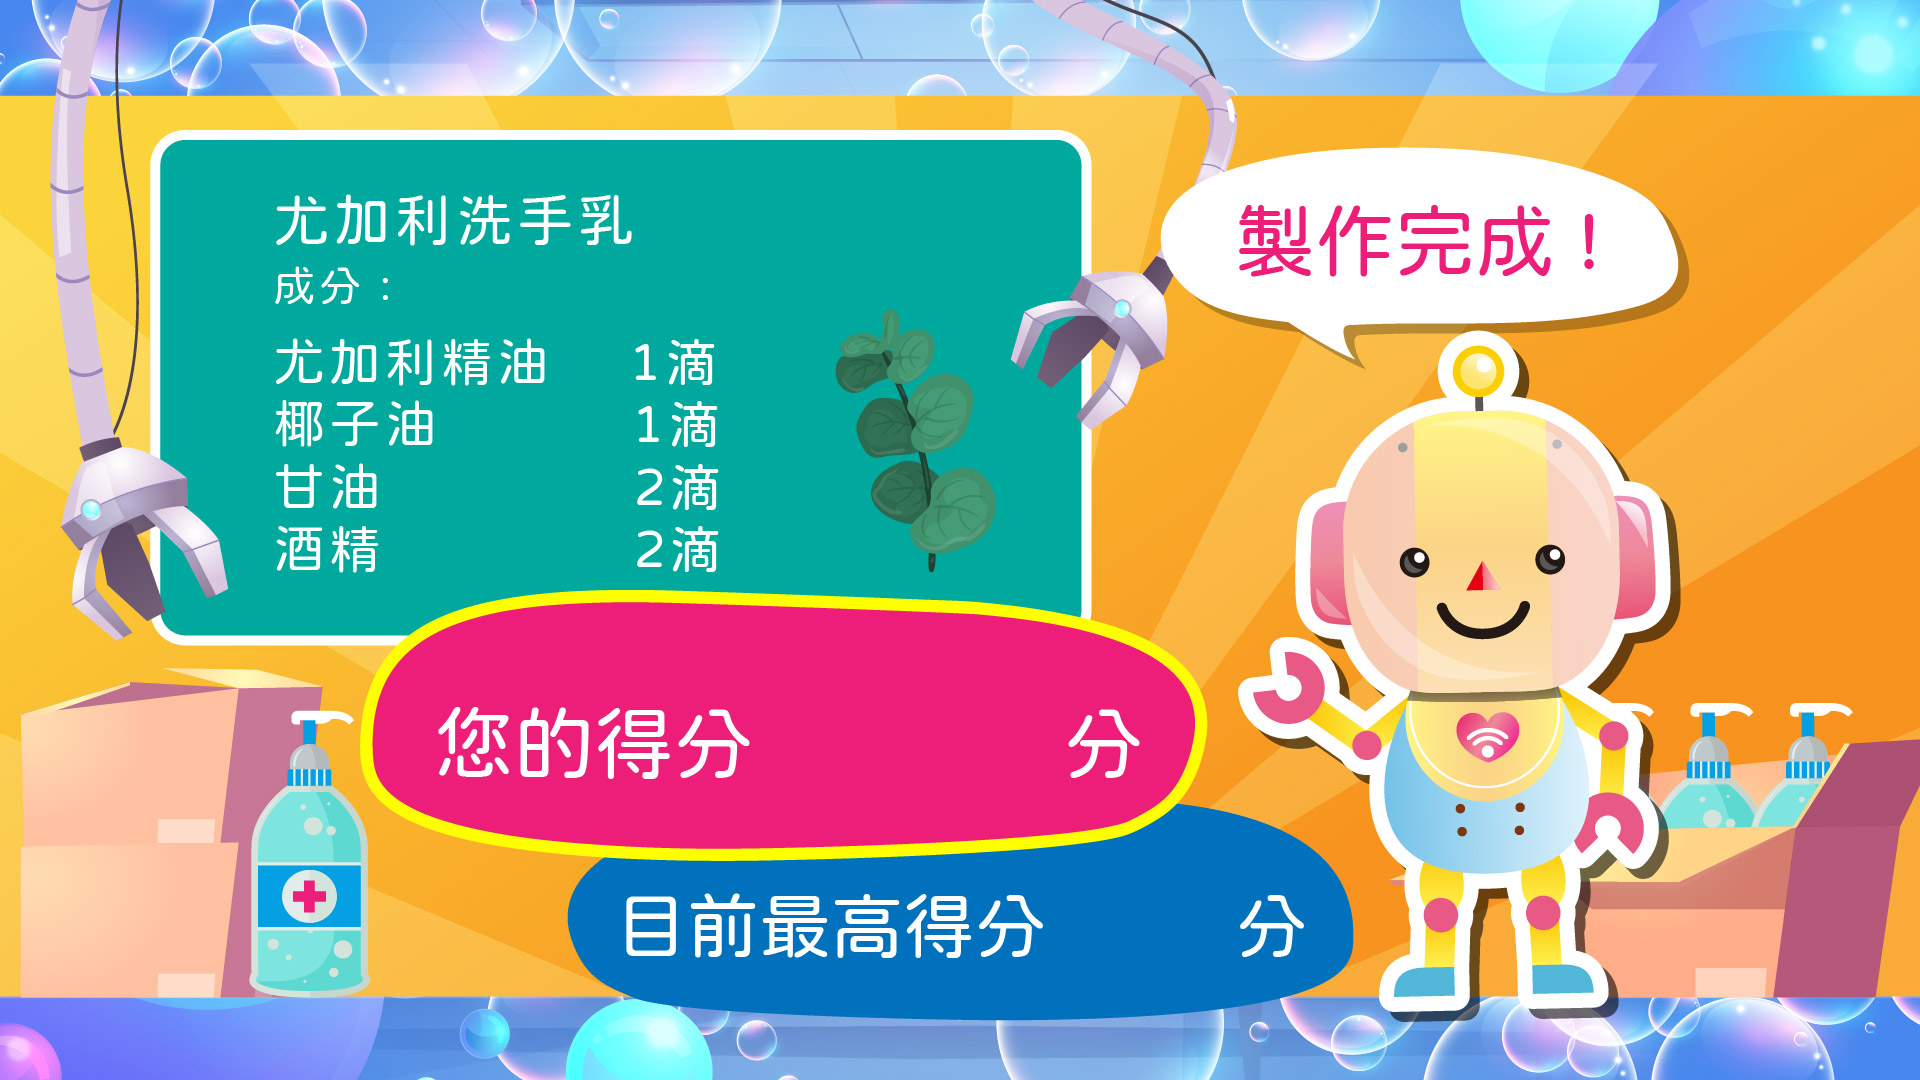 尤加利洗手乳
成分：
尤加利精油 1滴
椰子油 1滴
甘油 2滴
酒精 2滴
製作完成！
您的得分 分
目前最高得分 分